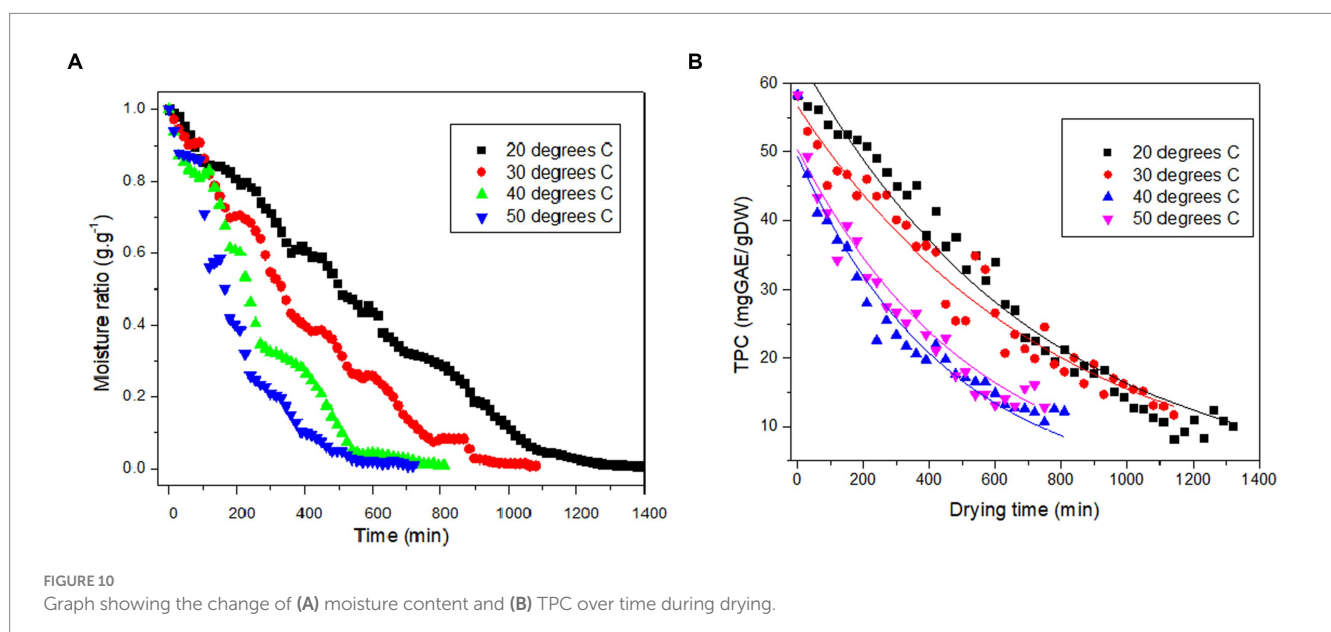 A
B
Moisture ratio (g.g-1)
1.0
0.8
0.6
0.4
0.2
0.0
20 degrees C
30 degrees C
40 degrees C
50 degrees C
0 200 400 600 800 1000 1200 1400
Time (min)
TPC (mgGAE/gDW)
60
50
40
30
20
10
20 degrees C
30 degrees C
40 degrees C
50 degrees C
0 200 400 600 800 1000 1200 1400
Drying time (min)
FIGURE 10
Graph showing the change of (A) moisture content and (B) TPC over time during drying.